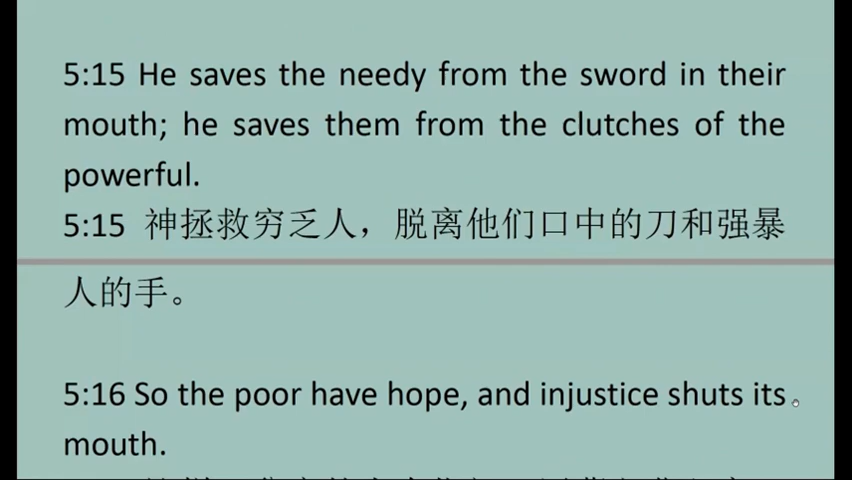 5:15 He saves the needy from the sword in their
mouth; he saves them from the clutches of the
powerful.
5:15 神拯救穷乏人，脱离他们口中的刀和强暴
人的手。
5:16 So the poor have hope, and injustice shuts its
mouth.